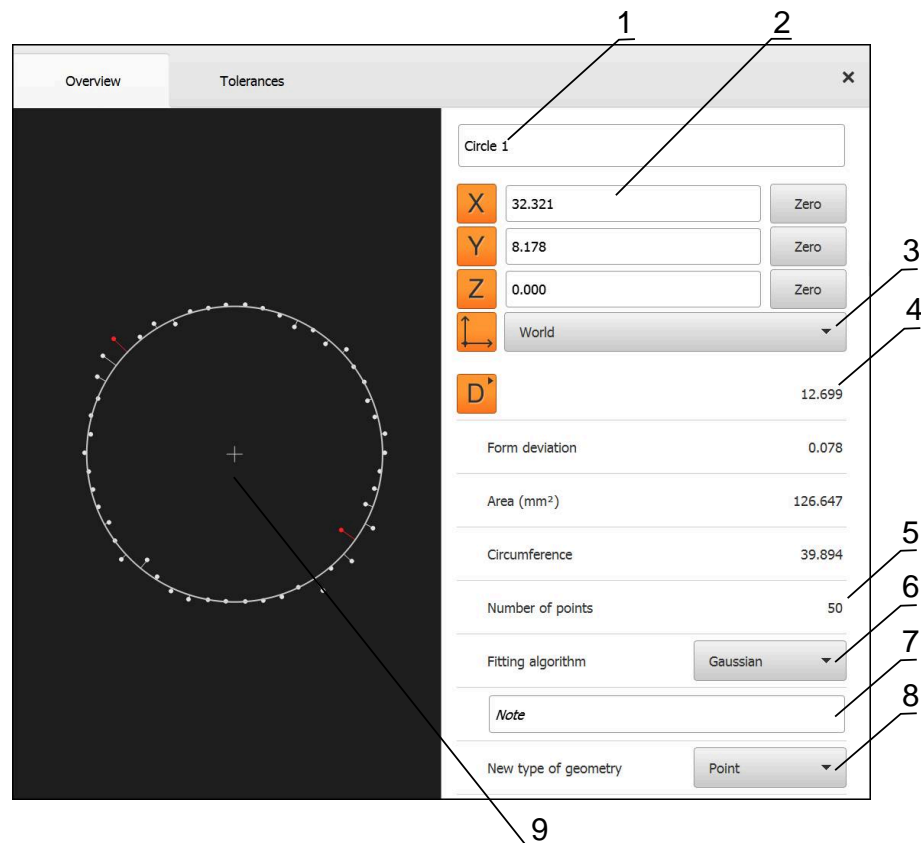 1 2
Overview Tolerances ×
Circle 1
X 32.321 Zero
Y 8.178 Zero
3
Z 0.000 Zero
4
World
D 12.699
Form deviation 0.078
Area (mm²) 126.647
5
Circumference 39.894
6
Number of points 50
7
Fitting algorithm Gaussian
8
Note
New type of geometry Point
9